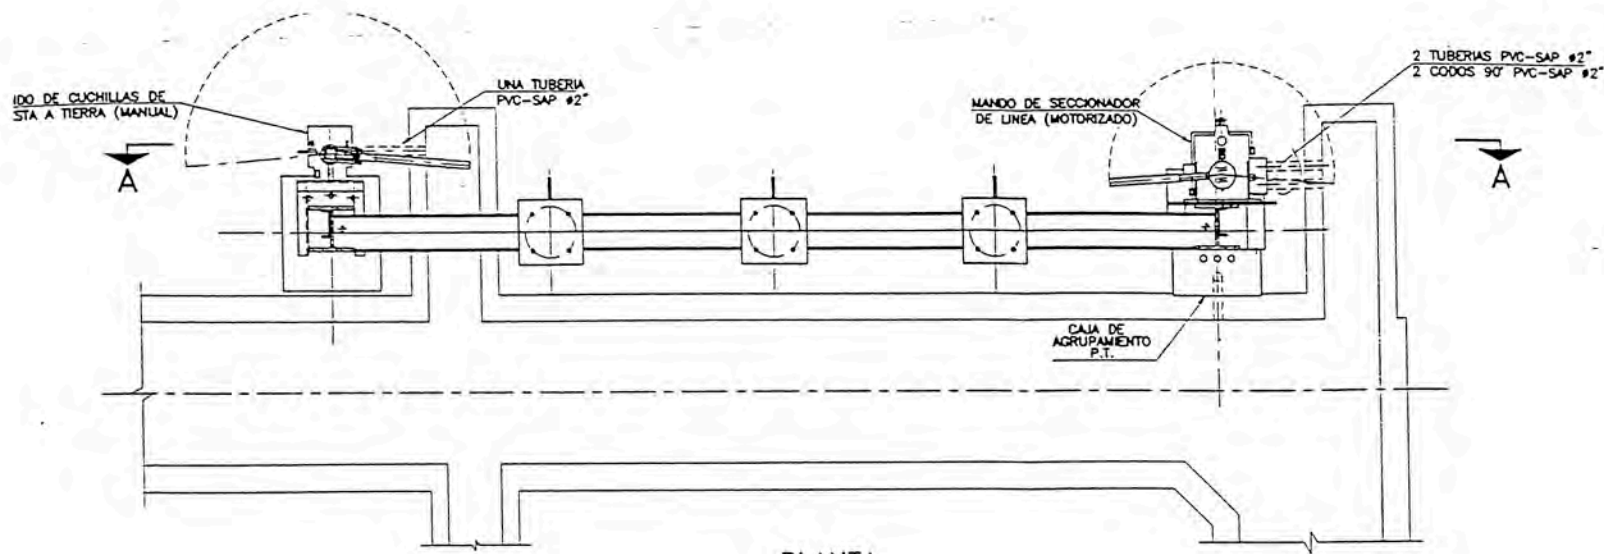 UNA TUBERIA
PVC-SAP ø2"
IDO DE CUCHILLAS DE
STA A TIERRA (MANUAL)
A
MANDO DE SECCIONADOR
DE LINEA (MOTORIZADO)
2 TUBERIAS PVC-SAP ø2"
2 CODOS 90° PVC-SAP ø2"
A
CAJA DE
AGRUPAMIENTO
P.T.
PLANTA